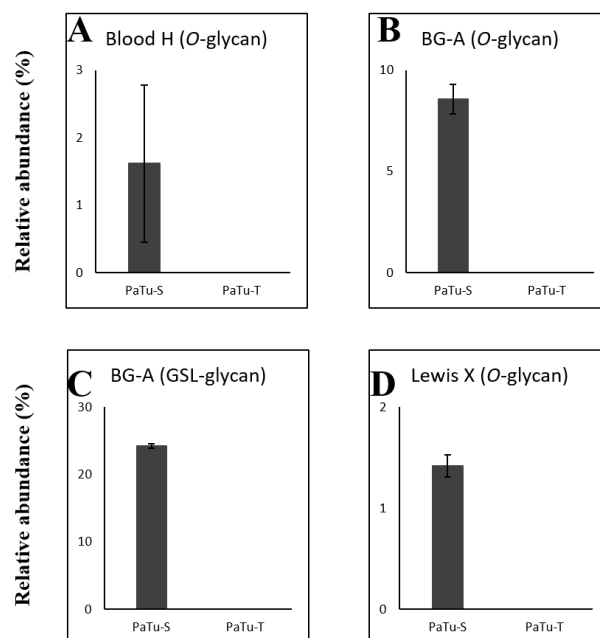 A
Blood H (O-glycan)
Relative abundance (%)
3
2
1
0
PaTu-S
PaTu-T
B
BG-A (O-glycan)
10
5
0
PaTu-S
PaTu-T
C
BG-A (GSL-glycan)
Relative abundance (%)
30
20
10
0
PaTu-S
PaTu-T
D
Lewis X (O-glycan)
2
1
0
PaTu-S
PaTu-T